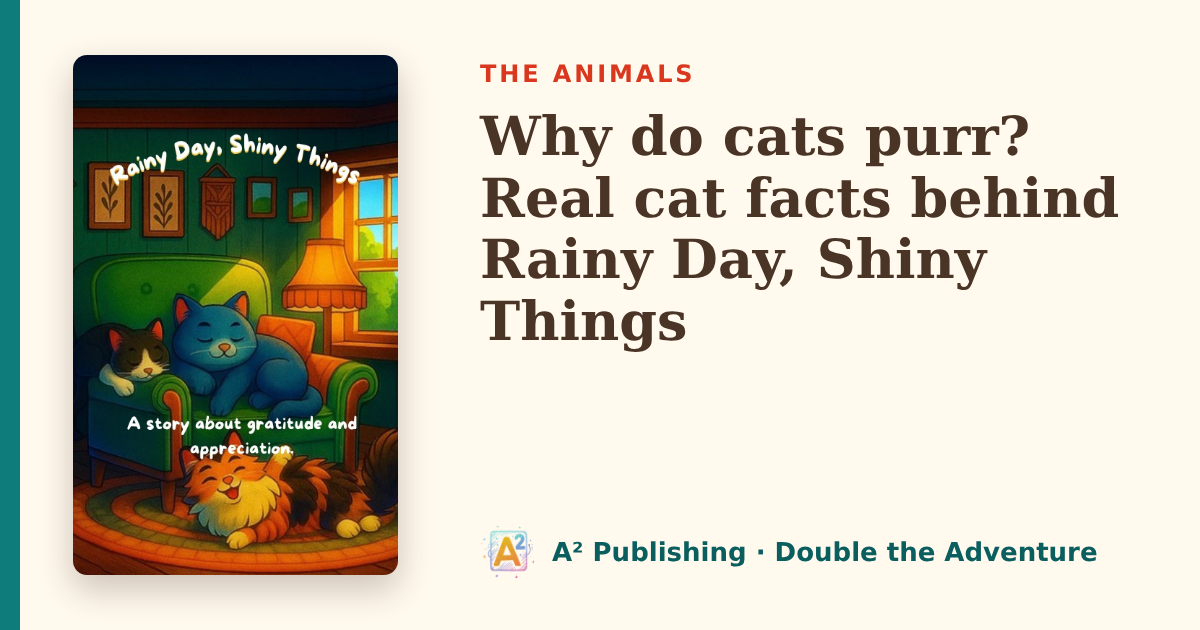 Rainy Day, Shiny Things
A story about gratitude and
appreciation.
THE ANIMALS
Why do cats purr?
Real cat facts behind
Rainy Day, Shiny
Things
A²
A² Publishing · Double the Adventure